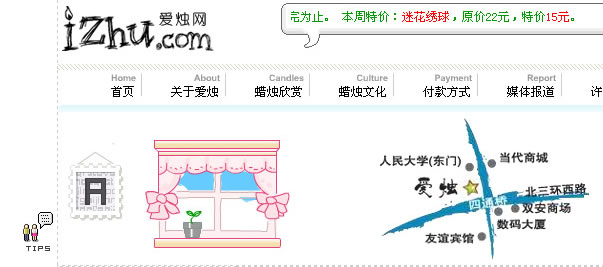 iZhu.com 爱烛网
完为止。 本周特价：迷花绣球，原价22元，特价15元。
Home About Candles Culture Payment Report
首页 关于爱烛 蜡烛欣赏 蜡烛文化 付款方式 媒体报道 许
A
人民大学(东门)
当代商城
爱烛
北三环西路
四通桥
双安商场
数码大厦
友谊宾馆
TIPS